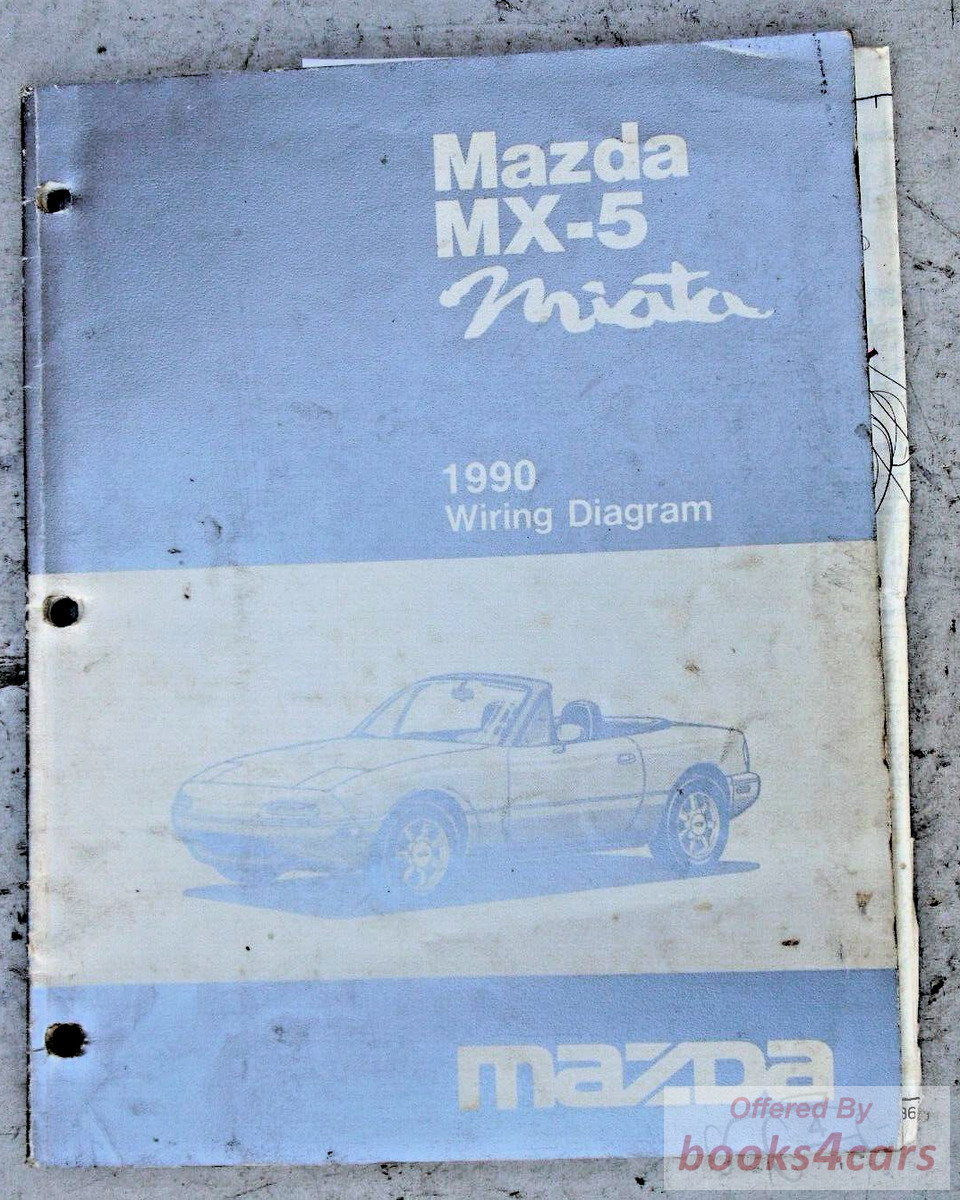 Mazda
MX-5
Miata
1990
Wiring Diagram
mazda
Offered By
books4cars